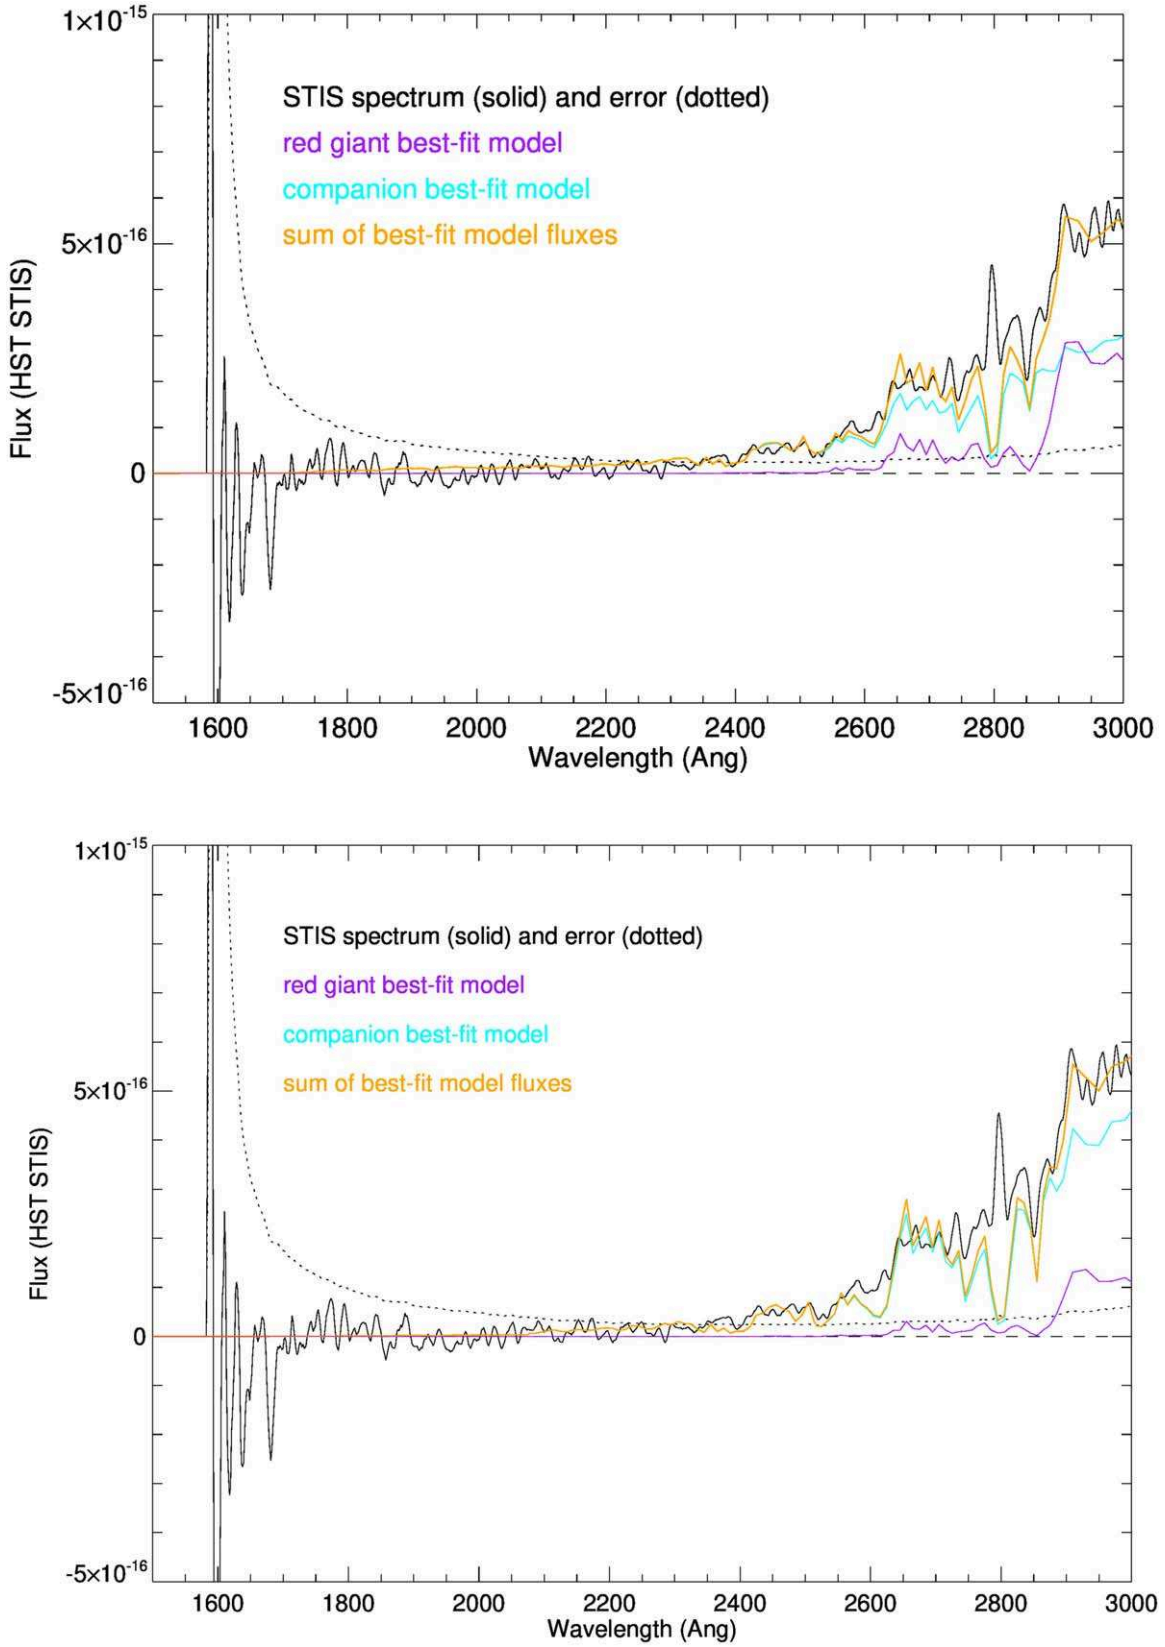 1×10-15
STIS spectrum (solid) and error (dotted)
red giant best-fit model
companion best-fit model
sum of best-fit model fluxes
5×10-16
Flux (HST STIS)
0
-5×10-16
1600 1800 2000 2200 2400 2600 2800 3000
Wavelength (Ang)
1×10-15
STIS spectrum (solid) and error (dotted)
red giant best-fit model
companion best-fit model
sum of best-fit model fluxes
5×10-16
Flux (HST STIS)
0
-5×10-16
1600 1800 2000 2200 2400 2600 2800 3000
Wavelength (Ang)